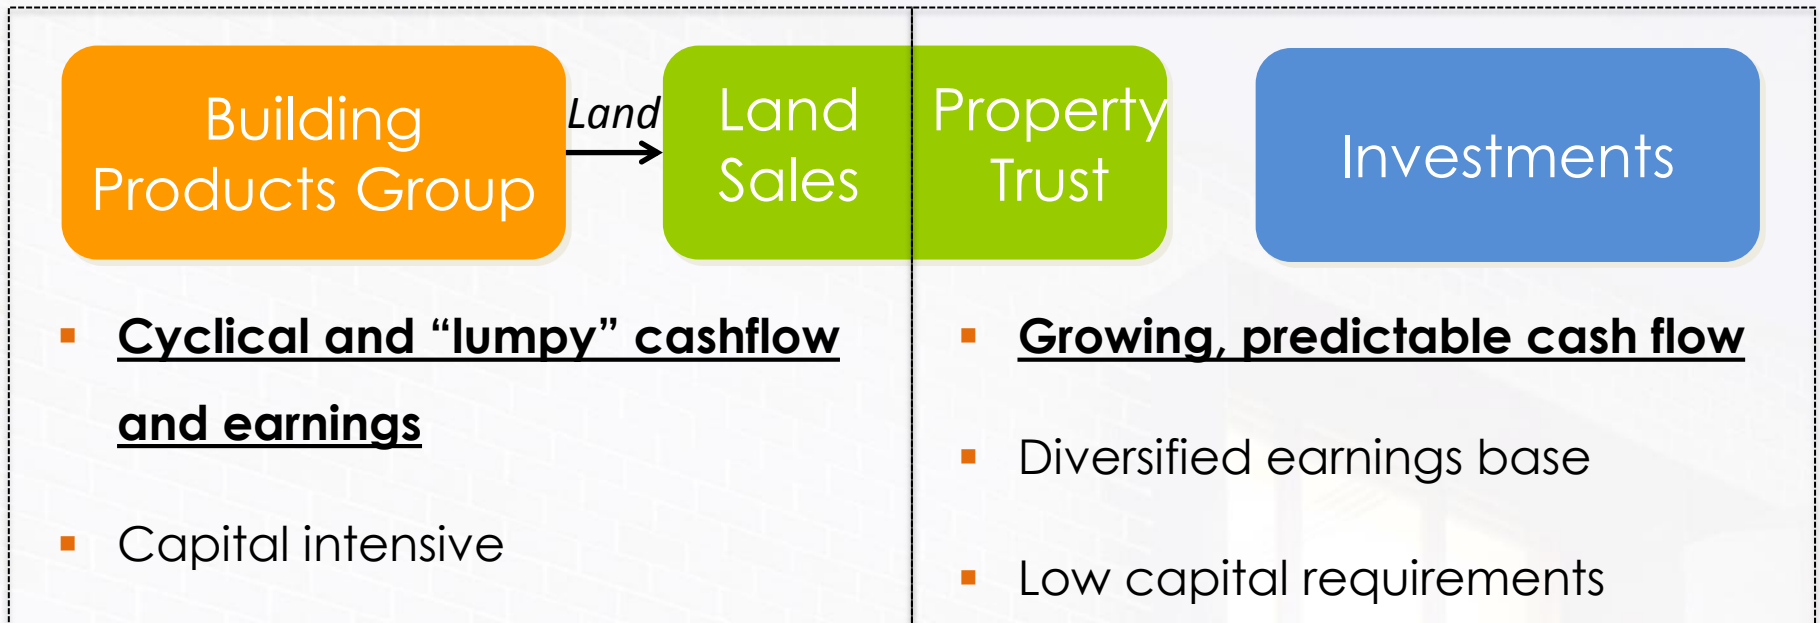 Building
Products Group
Land
Land
Sales
Property
Trust
Investments
▪ Cyclical and “lumpy” cashflow
and earnings
▪ Capital intensive
▪ Growing, predictable cash flow
▪ Diversified earnings base
▪ Low capital requirements